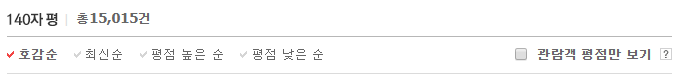 140자 평 총15,015건
호감순 최신순 평점 높은 순 평점 낮은 순 관람객 평점만 보기 ?